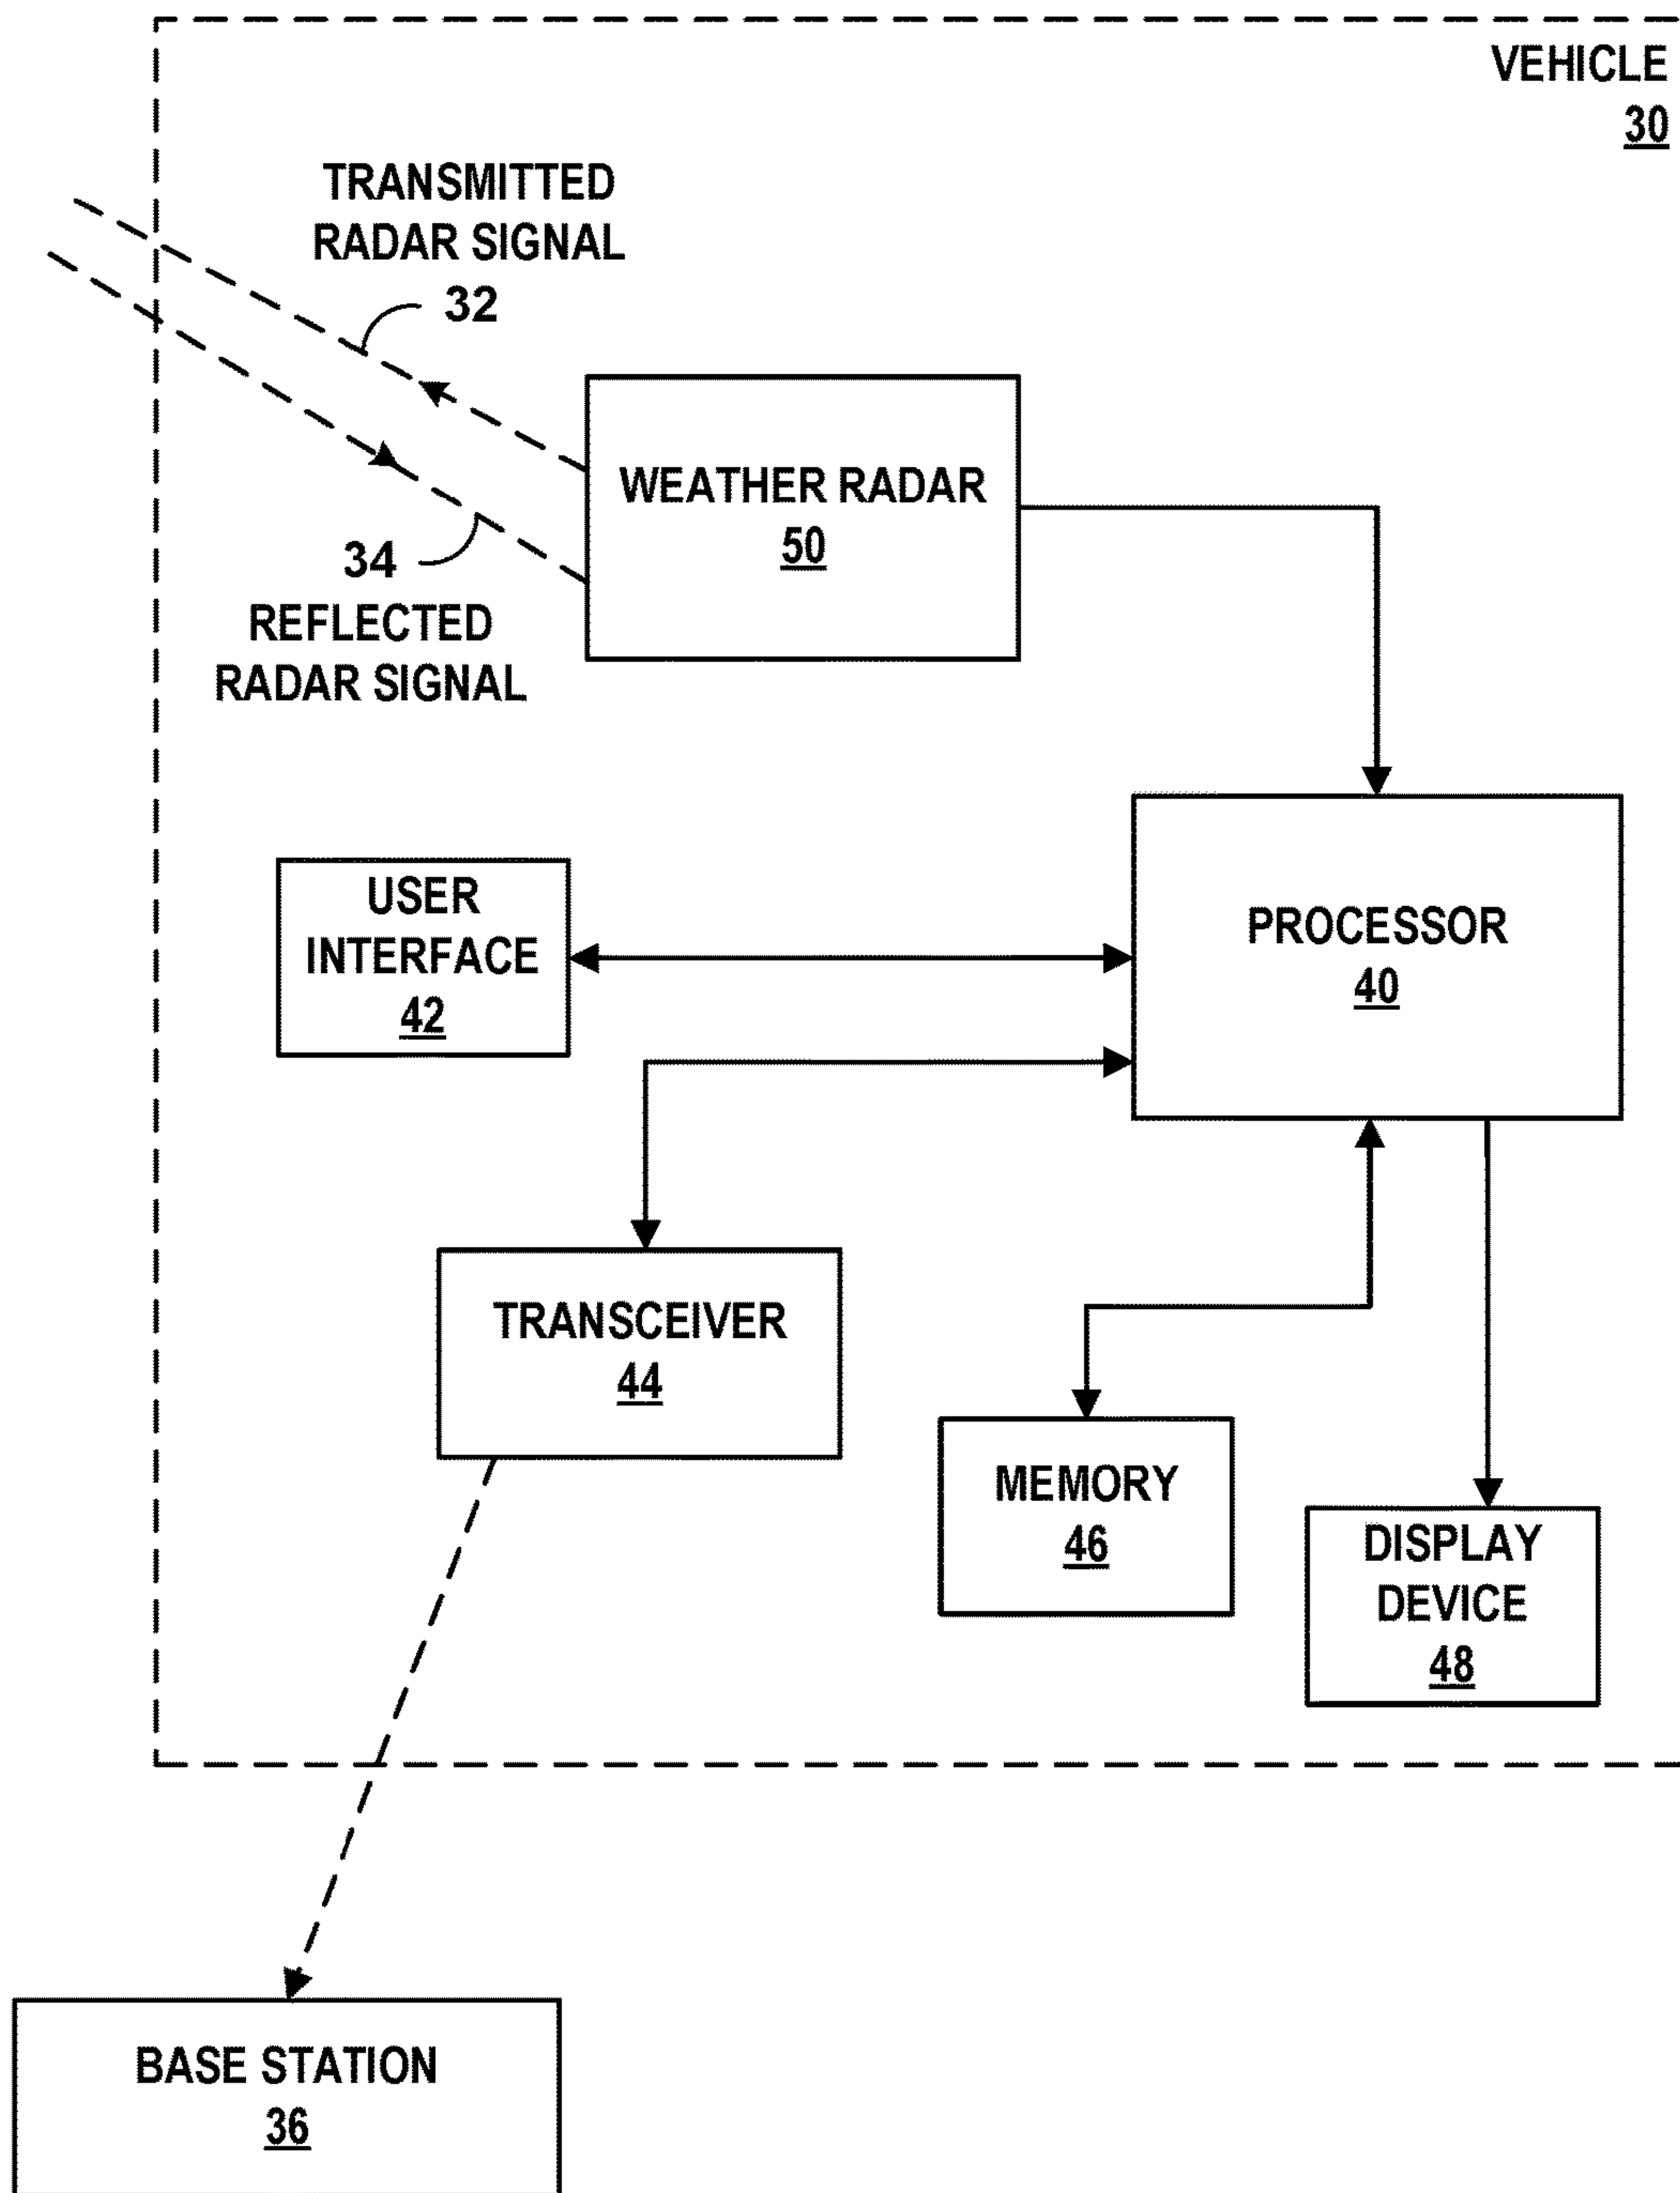 VEHICLE
30
TRANSMITTED
RADAR SIGNAL
32
WEATHER RADAR
50
34
REFLECTED
RADAR SIGNAL
USER
INTERFACE
42
PROCESSOR
40
TRANSCEIVER
44
MEMORY
46
DISPLAY
DEVICE
48
BASE STATION
36